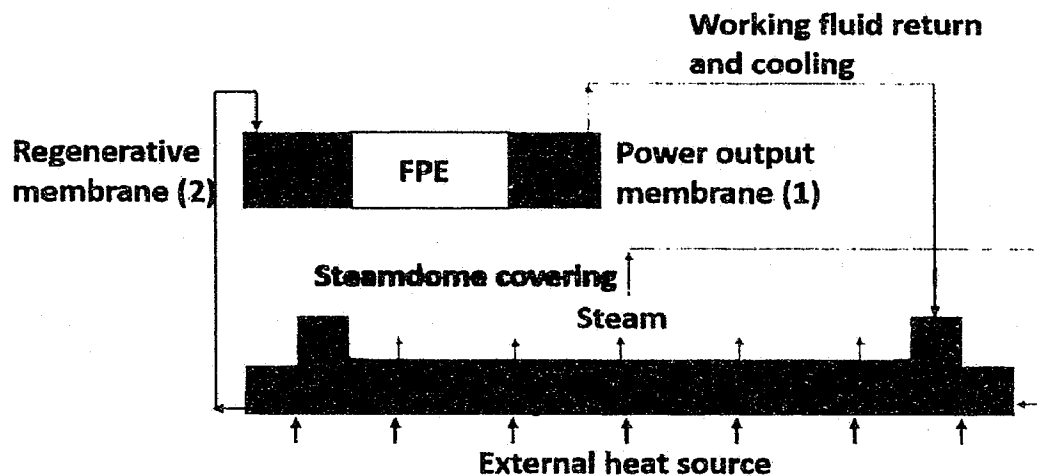 Working fluid return
and cooling
Regenerative
membrane (2)
FPE
Power output
membrane (1)
Steamdome covering
Steam
External heat source